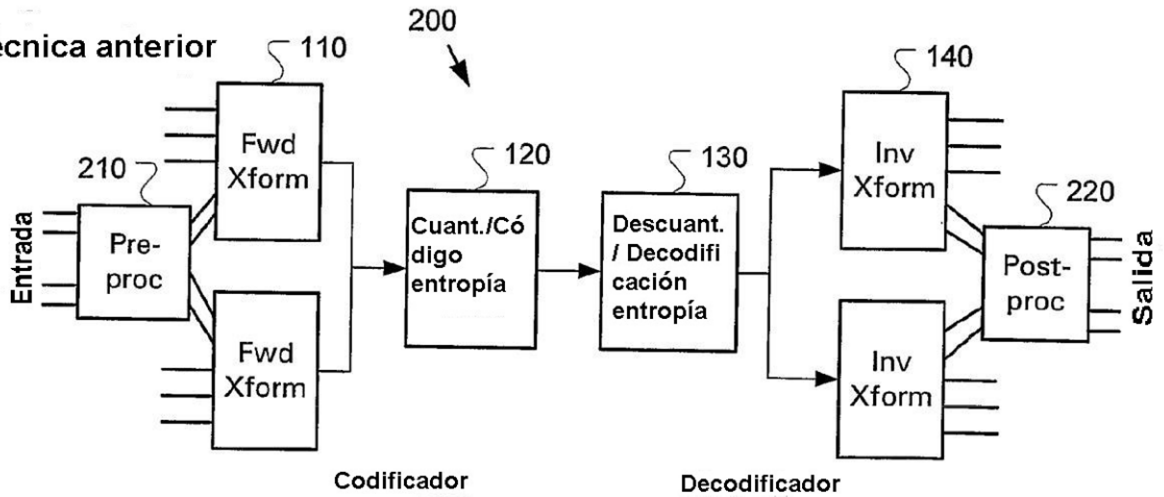 écnica anterior
200
110
140
Fwd
Xform
120
130
Inv
Xform
210
220
Entrada
Pre-
proc
Cuant./Có
digo
entropía
Descuant.
/ Decodifi
cación
entropía
Post-
proc
Salida
Fwd
Xform
Inv
Xform
Codificador
Decodificador